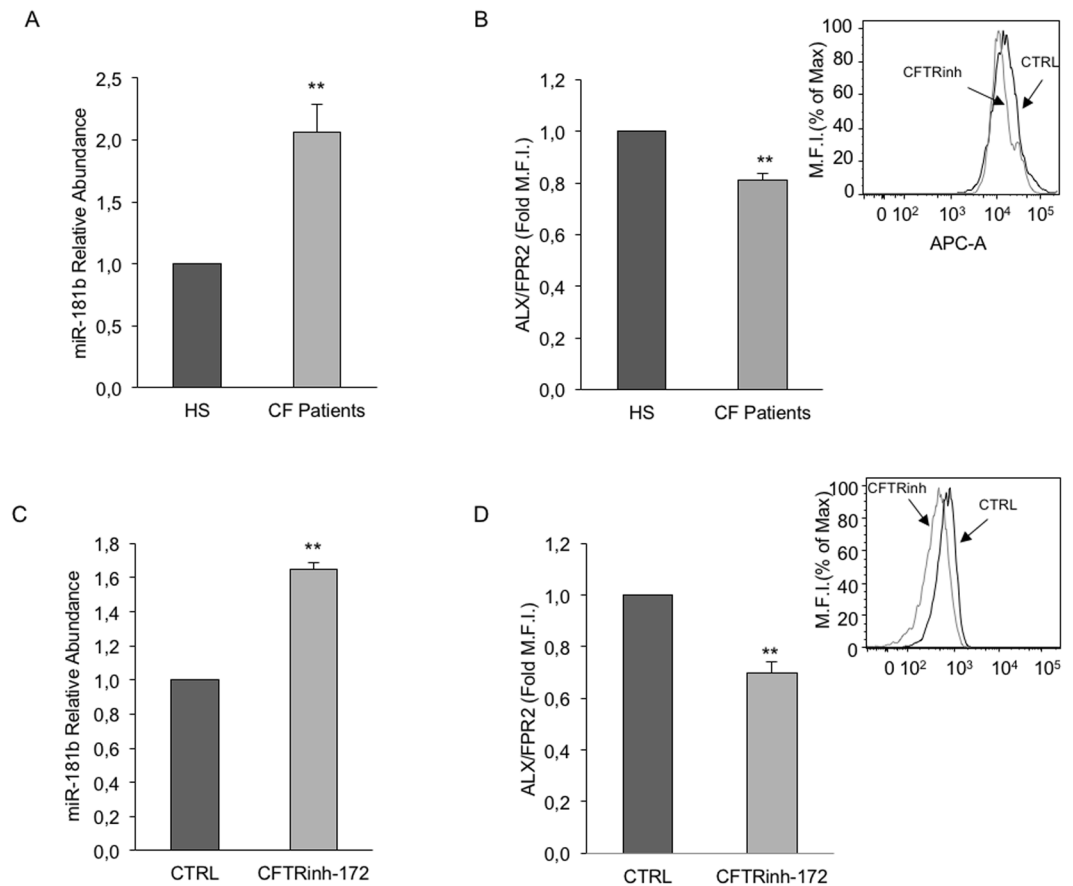 A
miR-181b Relative Abundance
2,5
2,0
1,5
1,0
0,5
0,0
**
HS
CF Patients
B
ALX/FPR2 (Fold M.F.I.)
1,2
1,0
0,8
0,6
0,4
0,2
0,0
**
HS
CF Patients
M.F.I.(% of Max)
100
80
60
40
20
0
CFTRinh
CTRL
0 10² 10³ 10⁴ 10⁵
APC-A
C
miR-181b Relative Abundance
1,8
1,6
1,4
1,2
1,0
0,8
0,6
0,4
0,2
0,0
**
CTRL
CFTRinh-172
D
ALX/FPR2 (Fold M.F.I.)
1,2
1,0
0,8
0,6
0,4
0,2
0,0
**
CTRL
CFTRinh-172
M.F.I.(% of Max)
100
80
60
40
20
0
CFTRinh
CTRL
0 10² 10³ 10⁴ 10⁵